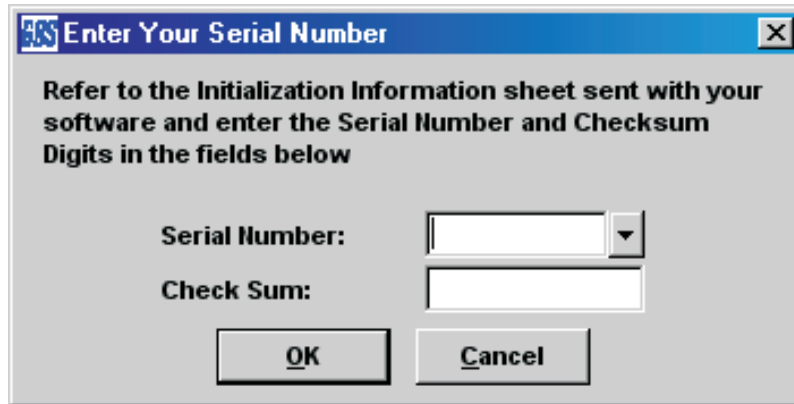 Enter Your Serial Number
Refer to the Initialization Information sheet sent with your
software and enter the Serial Number and Checksum
Digits in the fields below
Serial Number:
Check Sum:
OK Cancel